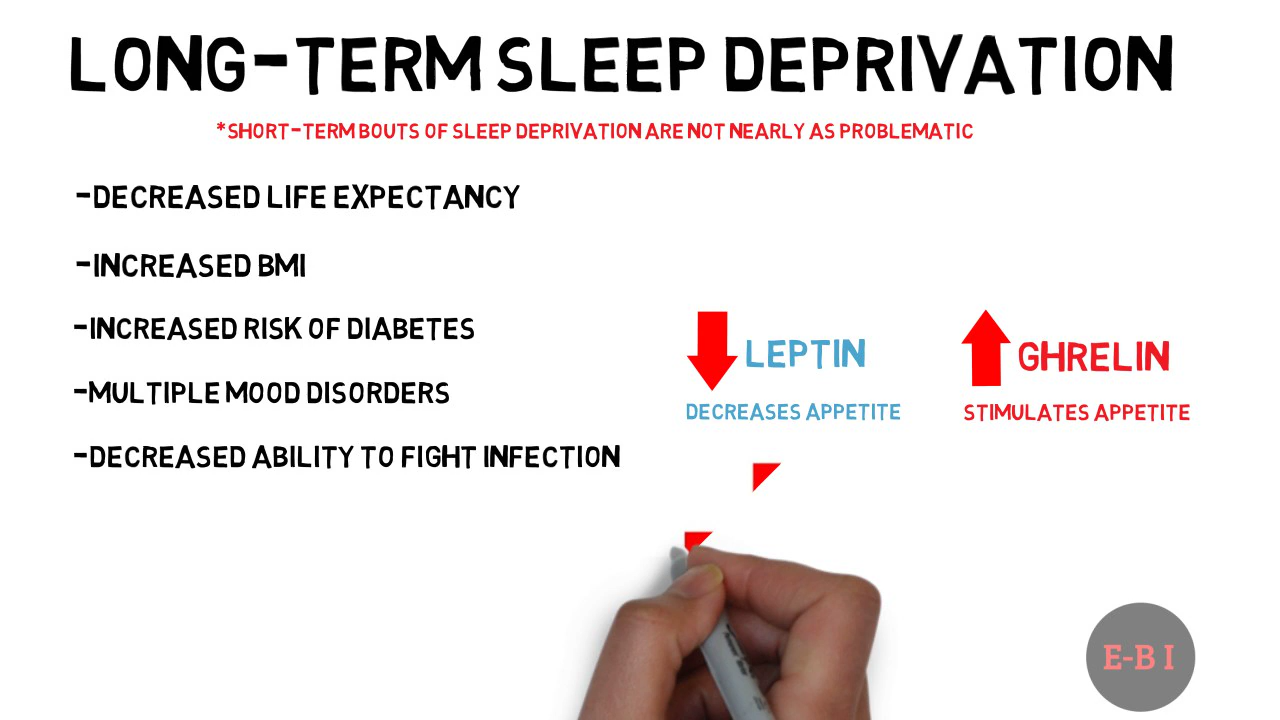 LONG-TERM SLEEP DEPRIVATION
*SHORT-TERM BOUTS OF SLEEP DEPRIVATION ARE NOT NEARLY AS PROBLEMATIC
-DECREASED LIFE EXPECTANCY
-INCREASED BMI
-INCREASED RISK OF DIABETES
-MULTIPLE MOOD DISORDERS
-DECREASED ABILITY TO FIGHT INFECTION
LEPTIN
DECREASES APPETITE
GHRELIN
STIMULATES APPETITE
E-B I